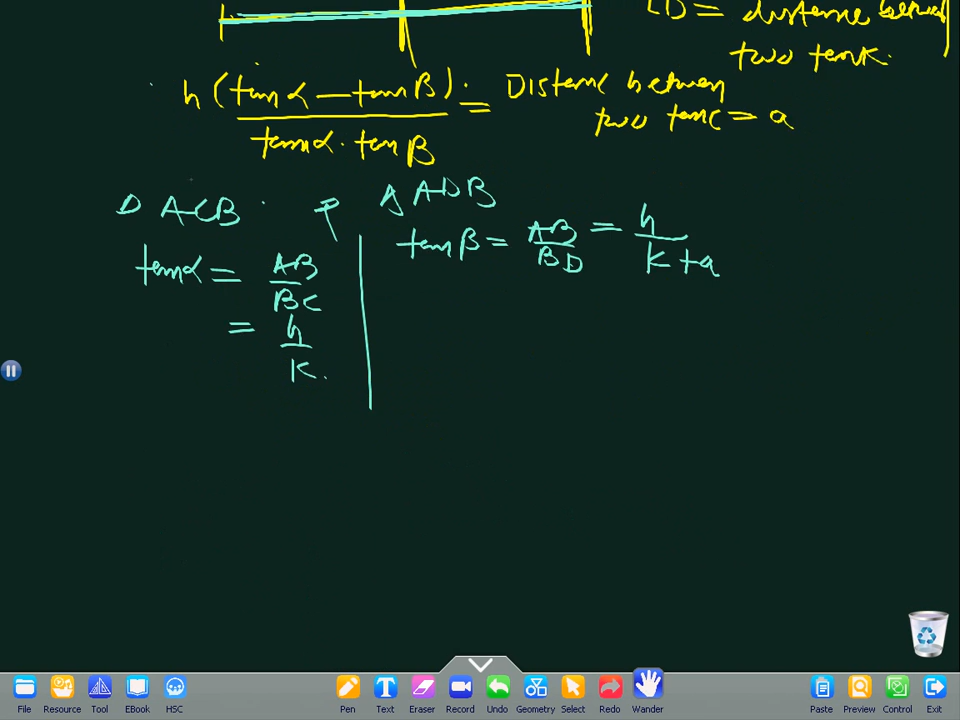 CD = distance between
two tank.
h (tan α — tan β) = Distance between
tan α · tan β
two tank = a
Δ ACB
Δ ADB
tan α = AB
BC
= h
K.
tan β = AB = h
BD K + a
File
Resource
Tool
EBook
HSC
Pen
Text
Eraser
Record
Undo
Geometry
Select
Redo
Wander
Paste
Preview
Control
Exit